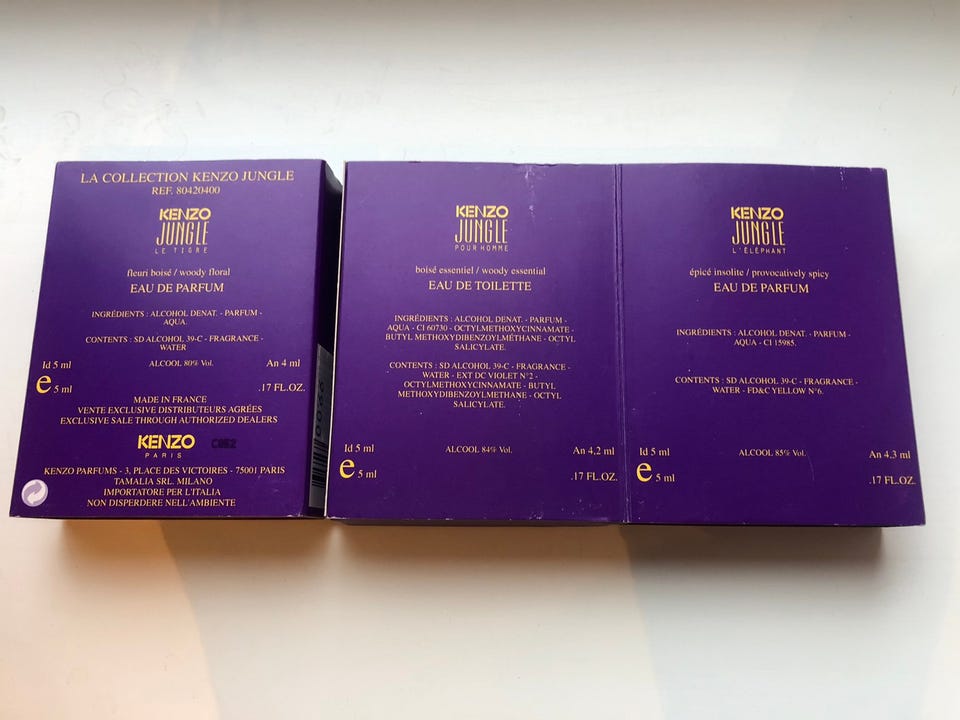 LA COLLECTION KENZO JUNGLE
REF. 80420400
KENZO
JUNGLE
LE TIGRE
fleuri boisé / woody floral
EAU DE PARFUM
INGRÉDIENTS : ALCOHOL DENAT. - PARFUM -
AQUA.
CONTENTS : SD ALCOHOL 39-C - FRAGRANCE -
WATER
Id 5 ml
ALCOOL 80% Vol.
An 4 ml
e 5 ml
.17 FL.OZ.
MADE IN FRANCE
VENTE EXCLUSIVE DISTRIBUTEURS AGRÉES
EXCLUSIVE SALE THROUGH AUTHORIZED DEALERS
KENZO
PARIS
KENZO PARFUMS - 3, PLACE DES VICTOIRES - 75001 PARIS
TAMALIA SRL. MILANO
IMPORTATORE PER L'ITALIA
NON DISPERDERE NELL'AMBIENTE
KENZO
JUNGLE
POUR HOMME
boisé essentiel / woody essential
EAU DE TOILETTE
INGRÉDIENTS : ALCOHOL DENAT. - PARFUM -
AQUA - CI 60730 - OCTYLMETHOXYCINNAMATE -
BUTYL METHOXYDIBENZOYLMÉTHANE - OCTYL
SALICYLATE.
CONTENTS : SD ALCOHOL 39-C - FRAGRANCE -
WATER - EXT DC VIOLET N°2 -
OCTYLMETHOXYCINNAMATE - BUTYL
METHOXYDIBENZOYLMETHANE - OCTYL
SALICYLATE.
Id 5 ml
ALCOOL 84% Vol.
An 4,2 ml
e 5 ml
.17 FL.OZ.
KENZO
JUNGLE
L'ÉLÉPHANT
épicé insolite / provocatively spicy
EAU DE PARFUM
INGRÉDIENTS : ALCOHOL DENAT. - PARFUM -
AQUA - CI 15985.
CONTENTS : SD ALCOHOL 39-C - FRAGRANCE -
WATER - FD&C YELLOW N°6.
Id 5 ml
ALCOOL 85% Vol.
An 4.3 ml
e 5 ml
.17 FL.OZ.